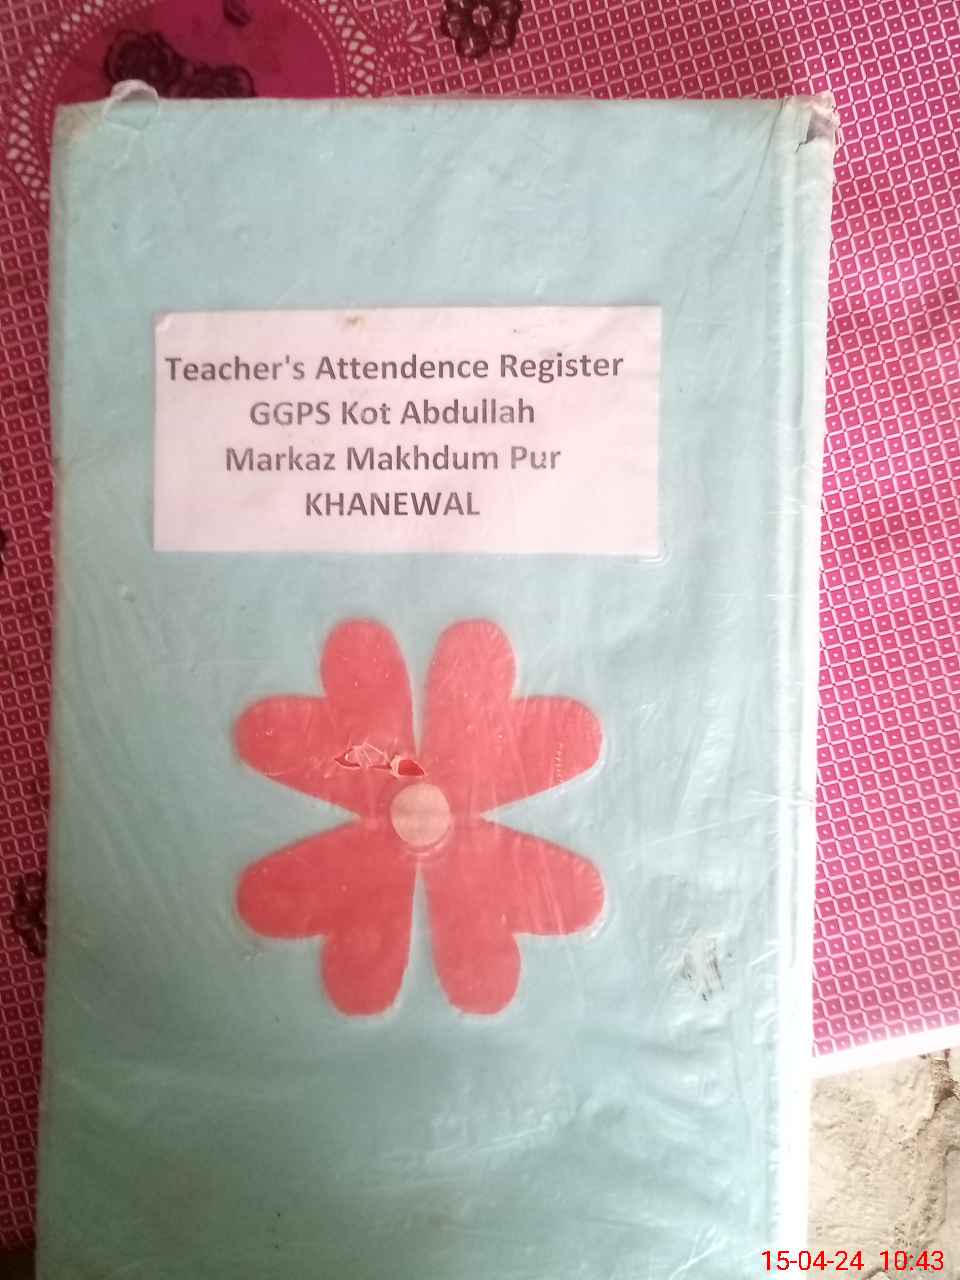 Teacher's Attendence Register
GGPS Kot Abdullah
Markaz Makhdum Pur
KHANEWAL
15-04-24 10:43